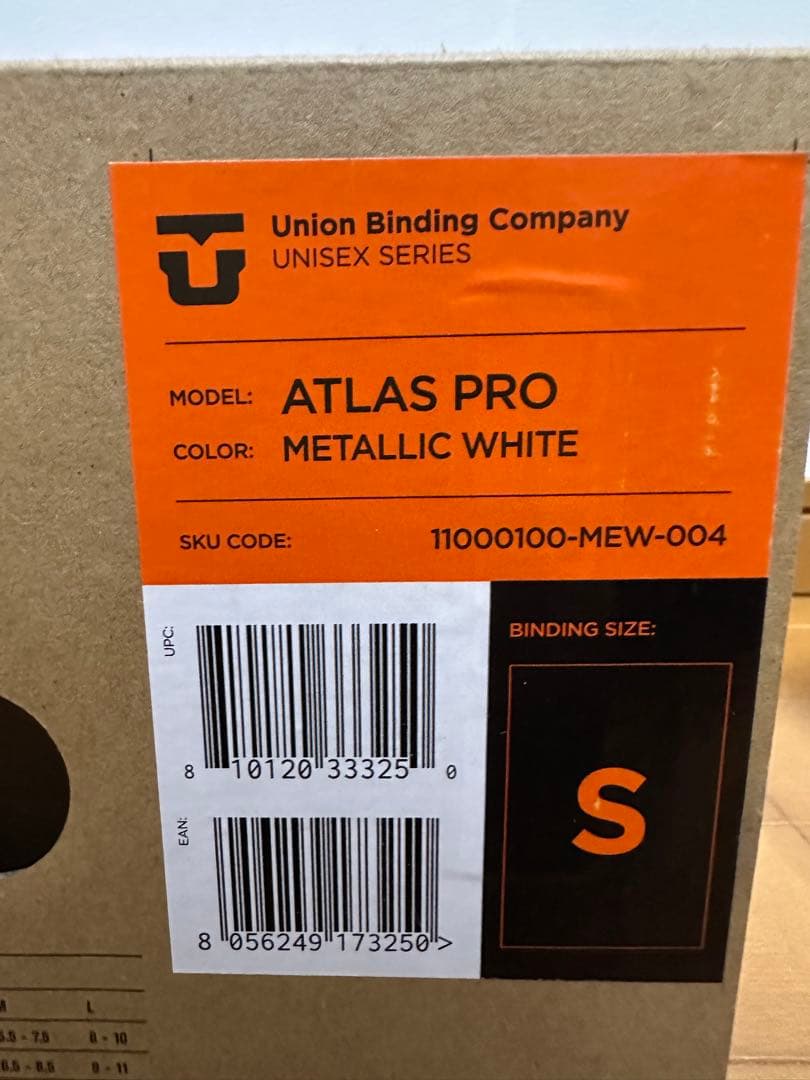 Union Binding Company
UNISEX SERIES
MODEL: ATLAS PRO
COLOR: METALLIC WHITE
SKU CODE: 11000100-MEW-004
UPC:
8 10120 33325 0
EAN:
8 056249 173250 >
BINDING SIZE:
S
L
8 - 10
9 - 11